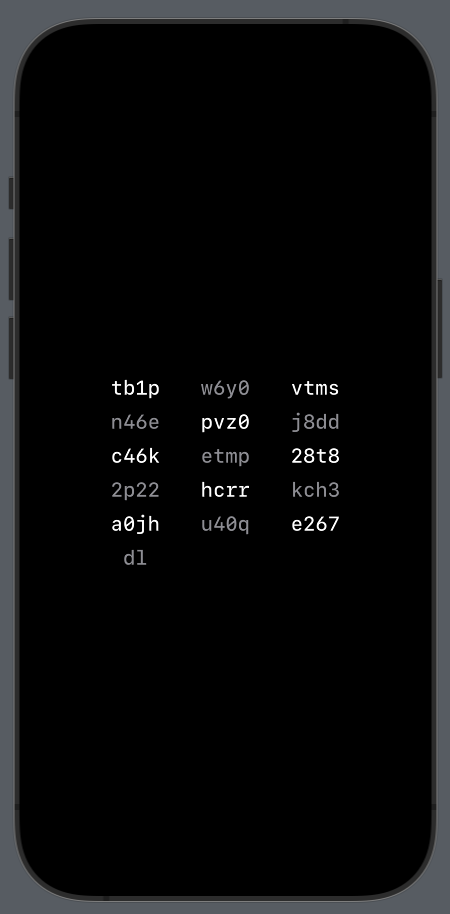 tb1p w6y0 vtms
n46e pvz0 j8dd
c46k etmp 28t8
2p22 hcrr kch3
a0jh u40q e267
dl